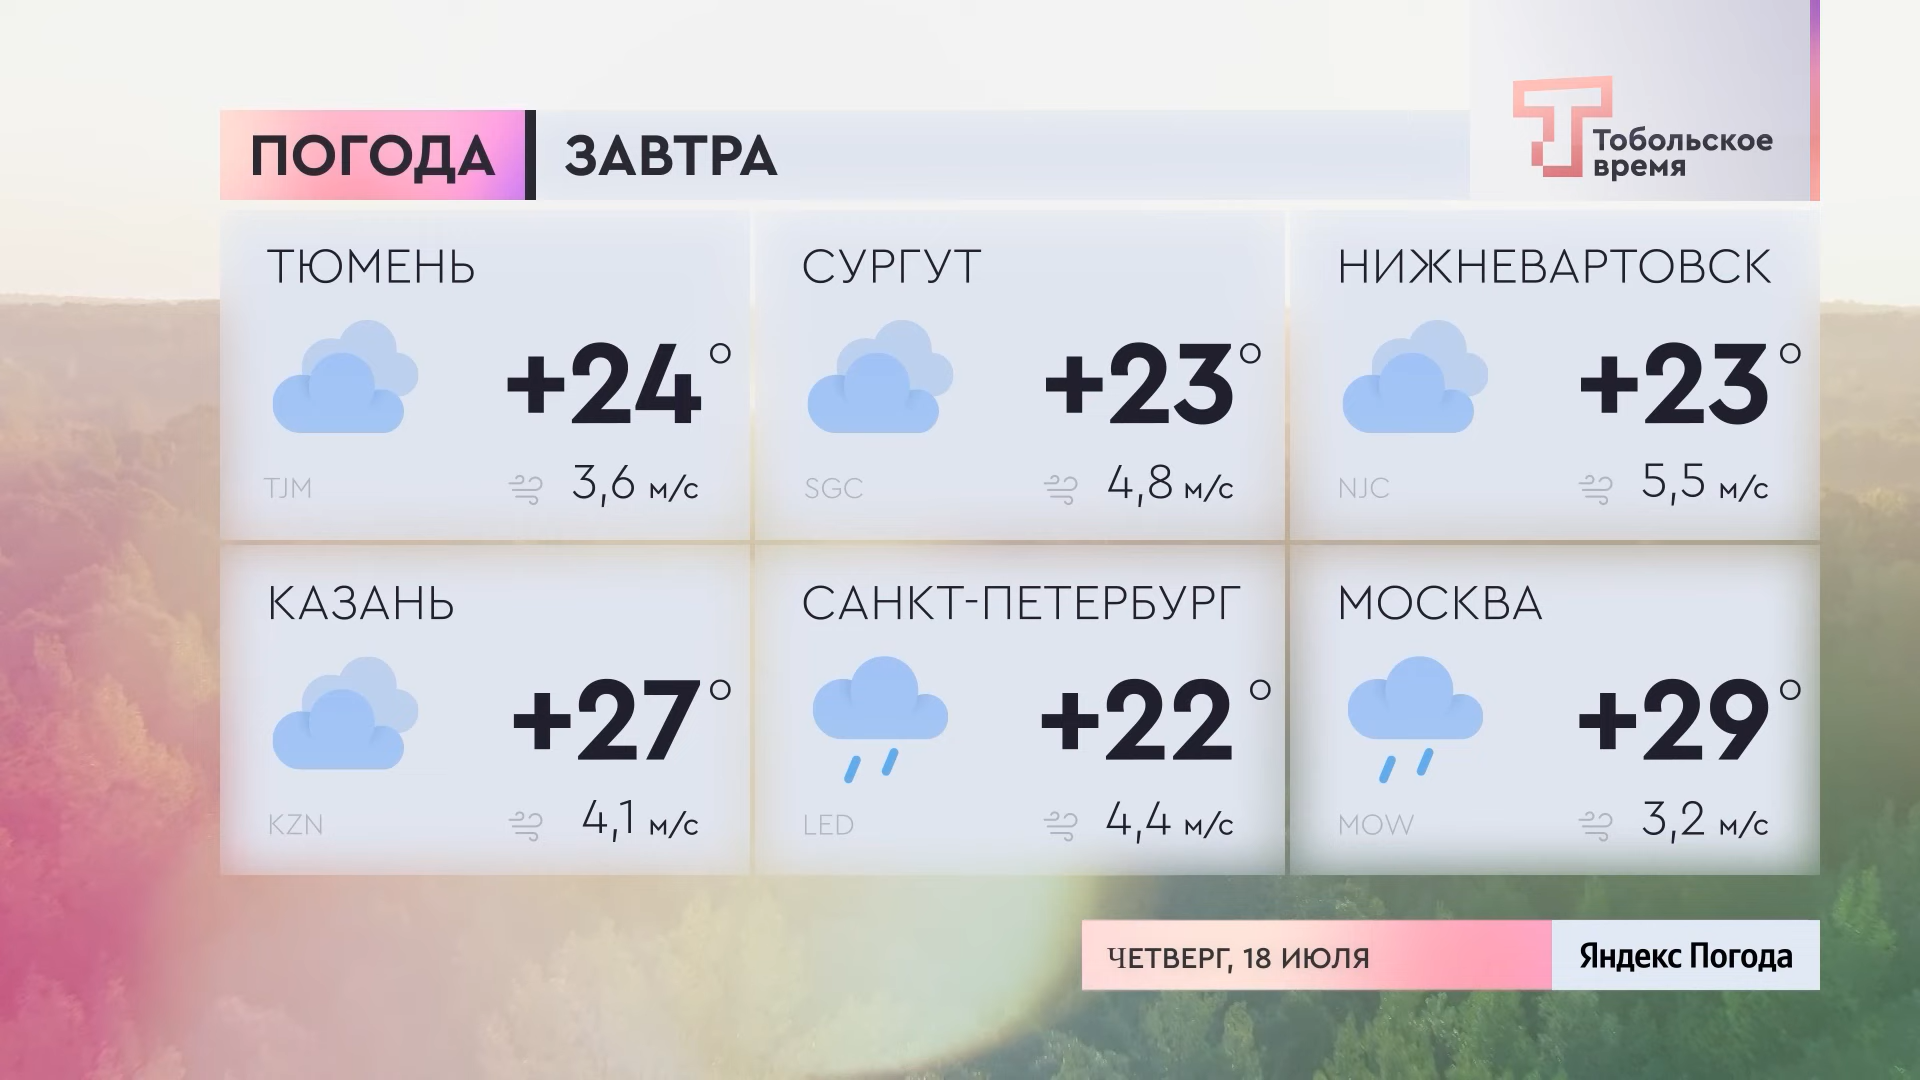 ПОГОДА ЗАВТРА
Тобольское
время
ТЮМЕНЬ
+24°
TJM 3,6 м/с
СУРГУТ
+23°
SGC 4,8 м/с
НИЖНЕВАРТОВСК
+23°
NJC 5,5 м/с
КАЗАНЬ
+27°
KZN 4,1 м/с
САНКТ-ПЕТЕРБУРГ
+22°
LED 4,4 м/с
МОСКВА
+29°
MOW 3,2 м/с
ЧЕТВЕРГ, 18 ИЮЛЯ
Яндекс Погода